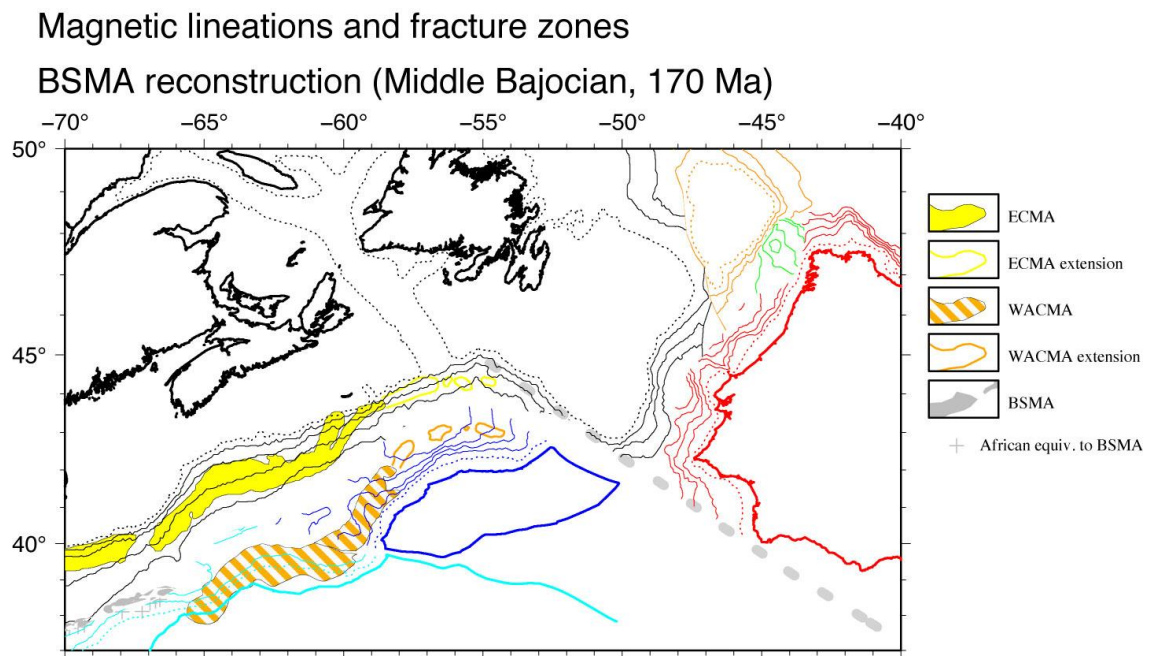 Magnetic lineations and fracture zones
BSMA reconstruction (Middle Bajocian, 170 Ma)
−70° −65° −60° −55° −50° −45° −40°
50°
45°
40°
ECMA
ECMA extension
WACMA
WACMA extension
BSMA
African equiv. to BSMA